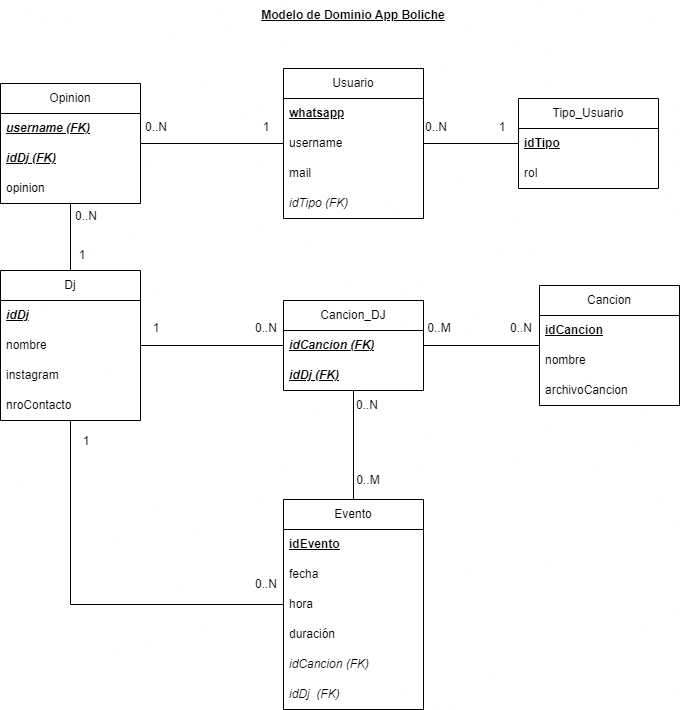 Modelo de Dominio App Boliche
Opinion
username (FK)
idDj (FK)
opinion
0..N
1
Usuario
whatsapp
username
mail
idTipo (FK)
0..N
1
Tipo_Usuario
idTipo
rol
0..N
1
Dj
idDj
nombre
instagram
nroContacto
1
0..N
Cancion_DJ
idCancion (FK)
idDj (FK)
0..M
0..N
Cancion
idCancion
nombre
archivoCancion
1
0..N
0..M
0..N
Evento
idEvento
fecha
hora
duración
idCancion (FK)
idDj (FK)